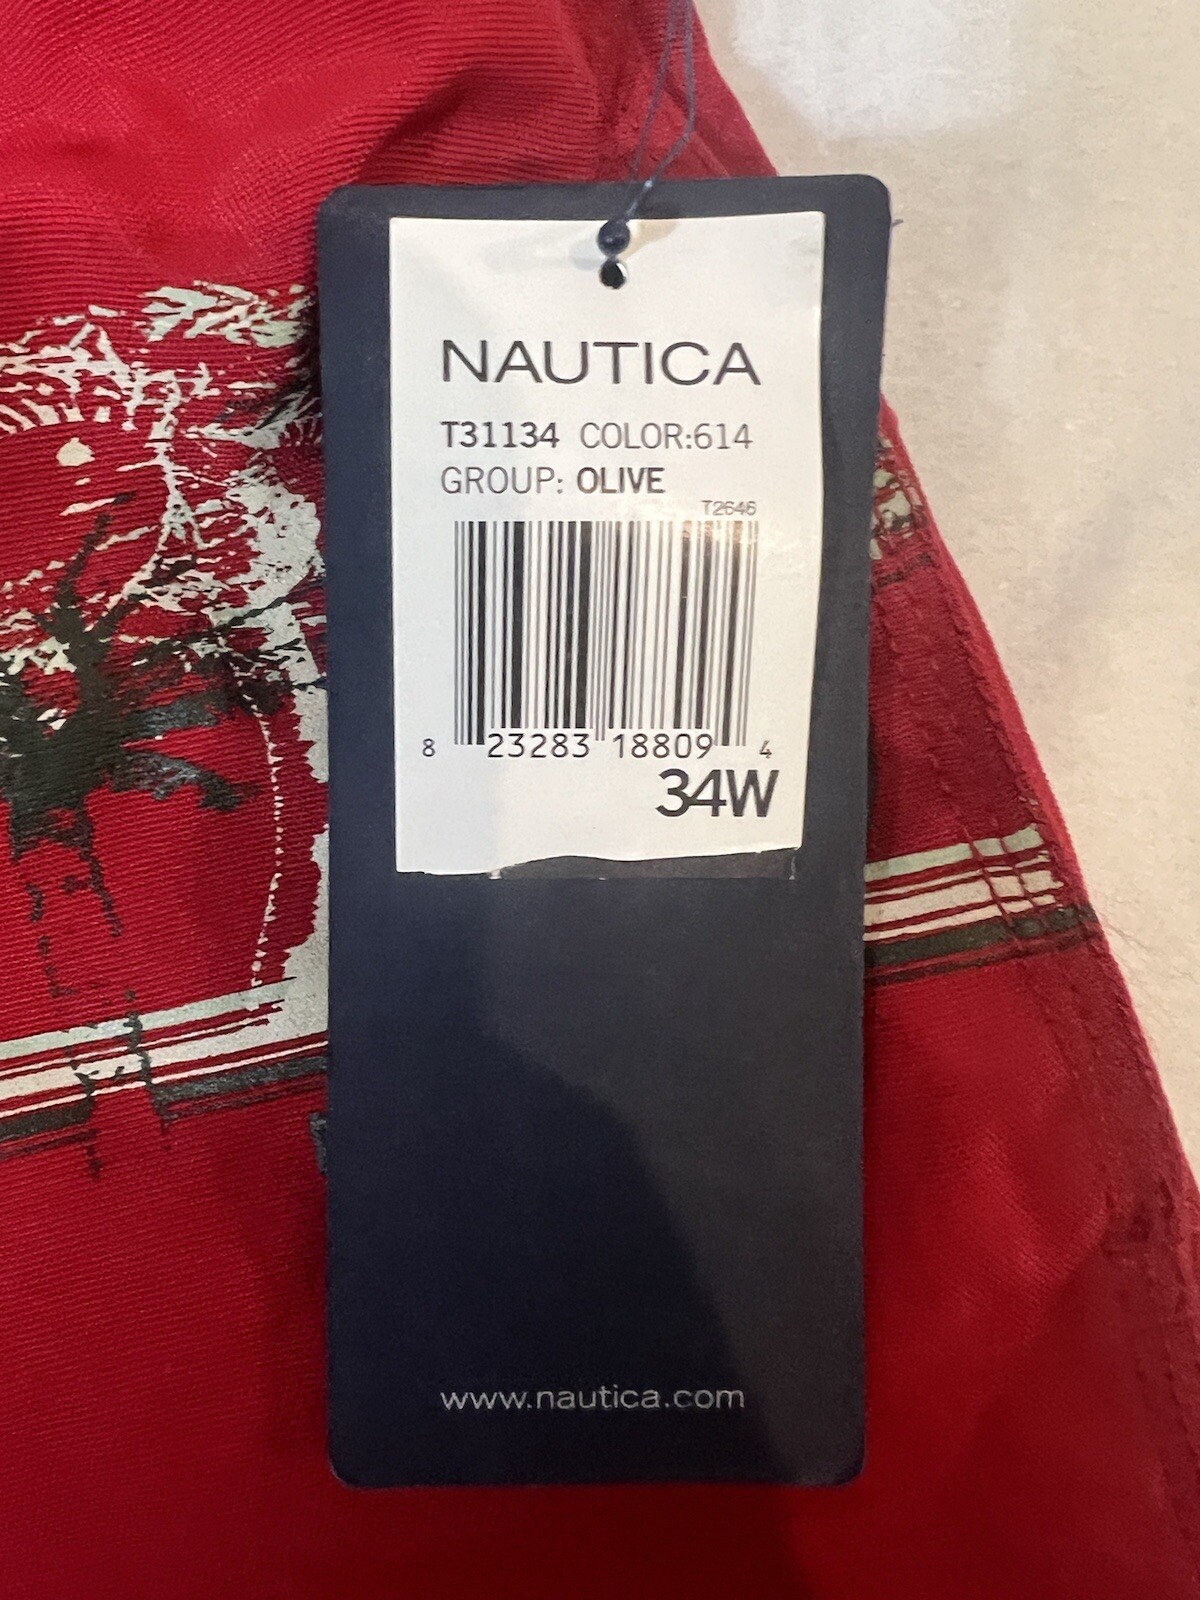 NAUTICA
T31134 COLOR:614
GROUP: OLIVE
T2646
8 23283 18809 4
34W
www.nautica.com